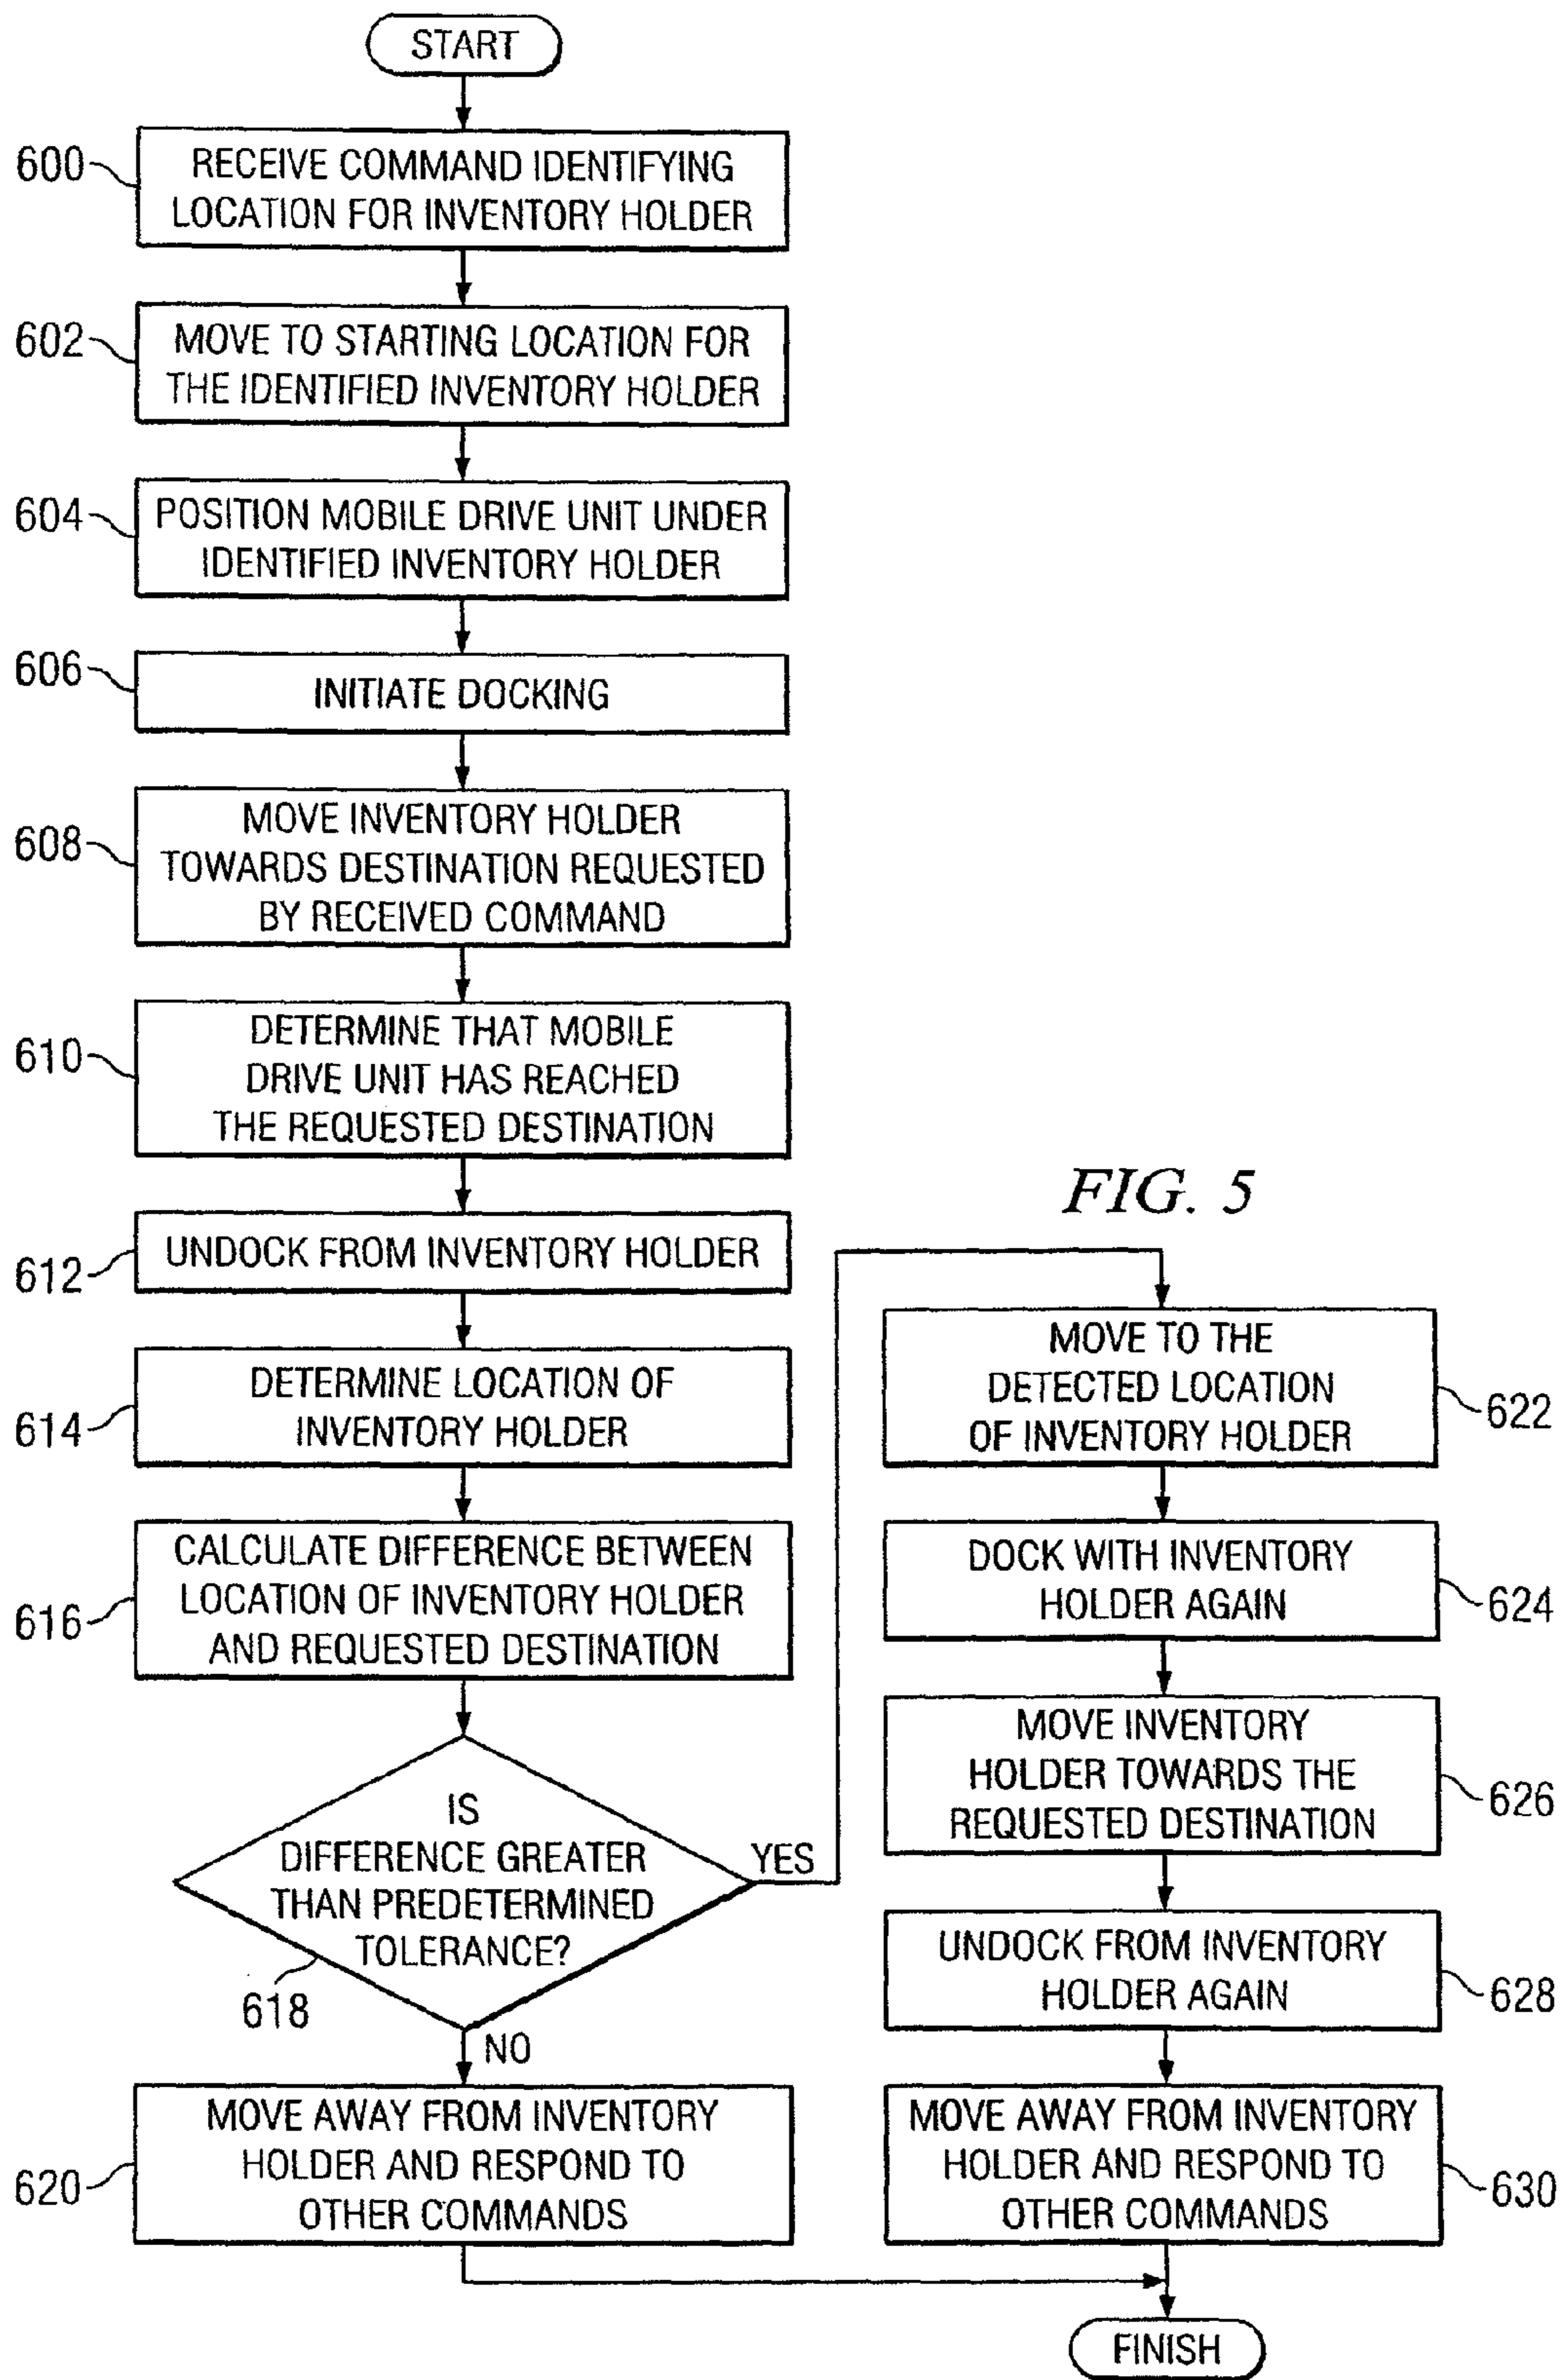 START
600
RECEIVE COMMAND IDENTIFYING
LOCATION FOR INVENTORY HOLDER
602
MOVE TO STARTING LOCATION FOR
THE IDENTIFIED INVENTORY HOLDER
604
POSITION MOBILE DRIVE UNIT UNDER
IDENTIFIED INVENTORY HOLDER
606
INITIATE DOCKING
608
MOVE INVENTORY HOLDER
TOWARDS DESTINATION REQUESTED
BY RECEIVED COMMAND
610
DETERMINE THAT MOBILE
DRIVE UNIT HAS REACHED
THE REQUESTED DESTINATION
612
UNDOCK FROM INVENTORY HOLDER
614
DETERMINE LOCATION OF
INVENTORY HOLDER
616
CALCULATE DIFFERENCE BETWEEN
LOCATION OF INVENTORY HOLDER
AND REQUESTED DESTINATION
IS
DIFFERENCE GREATER
THAN PREDETERMINED
TOLERANCE?
618
YES
NO
620
MOVE AWAY FROM INVENTORY
HOLDER AND RESPOND TO
OTHER COMMANDS
FIG. 5
MOVE TO THE
DETECTED LOCATION
OF INVENTORY HOLDER
622
DOCK WITH INVENTORY
HOLDER AGAIN
624
MOVE INVENTORY
HOLDER TOWARDS THE
REQUESTED DESTINATION
626
UNDOCK FROM INVENTORY
HOLDER AGAIN
628
MOVE AWAY FROM INVENTORY
HOLDER AND RESPOND TO
OTHER COMMANDS
630
FINISH